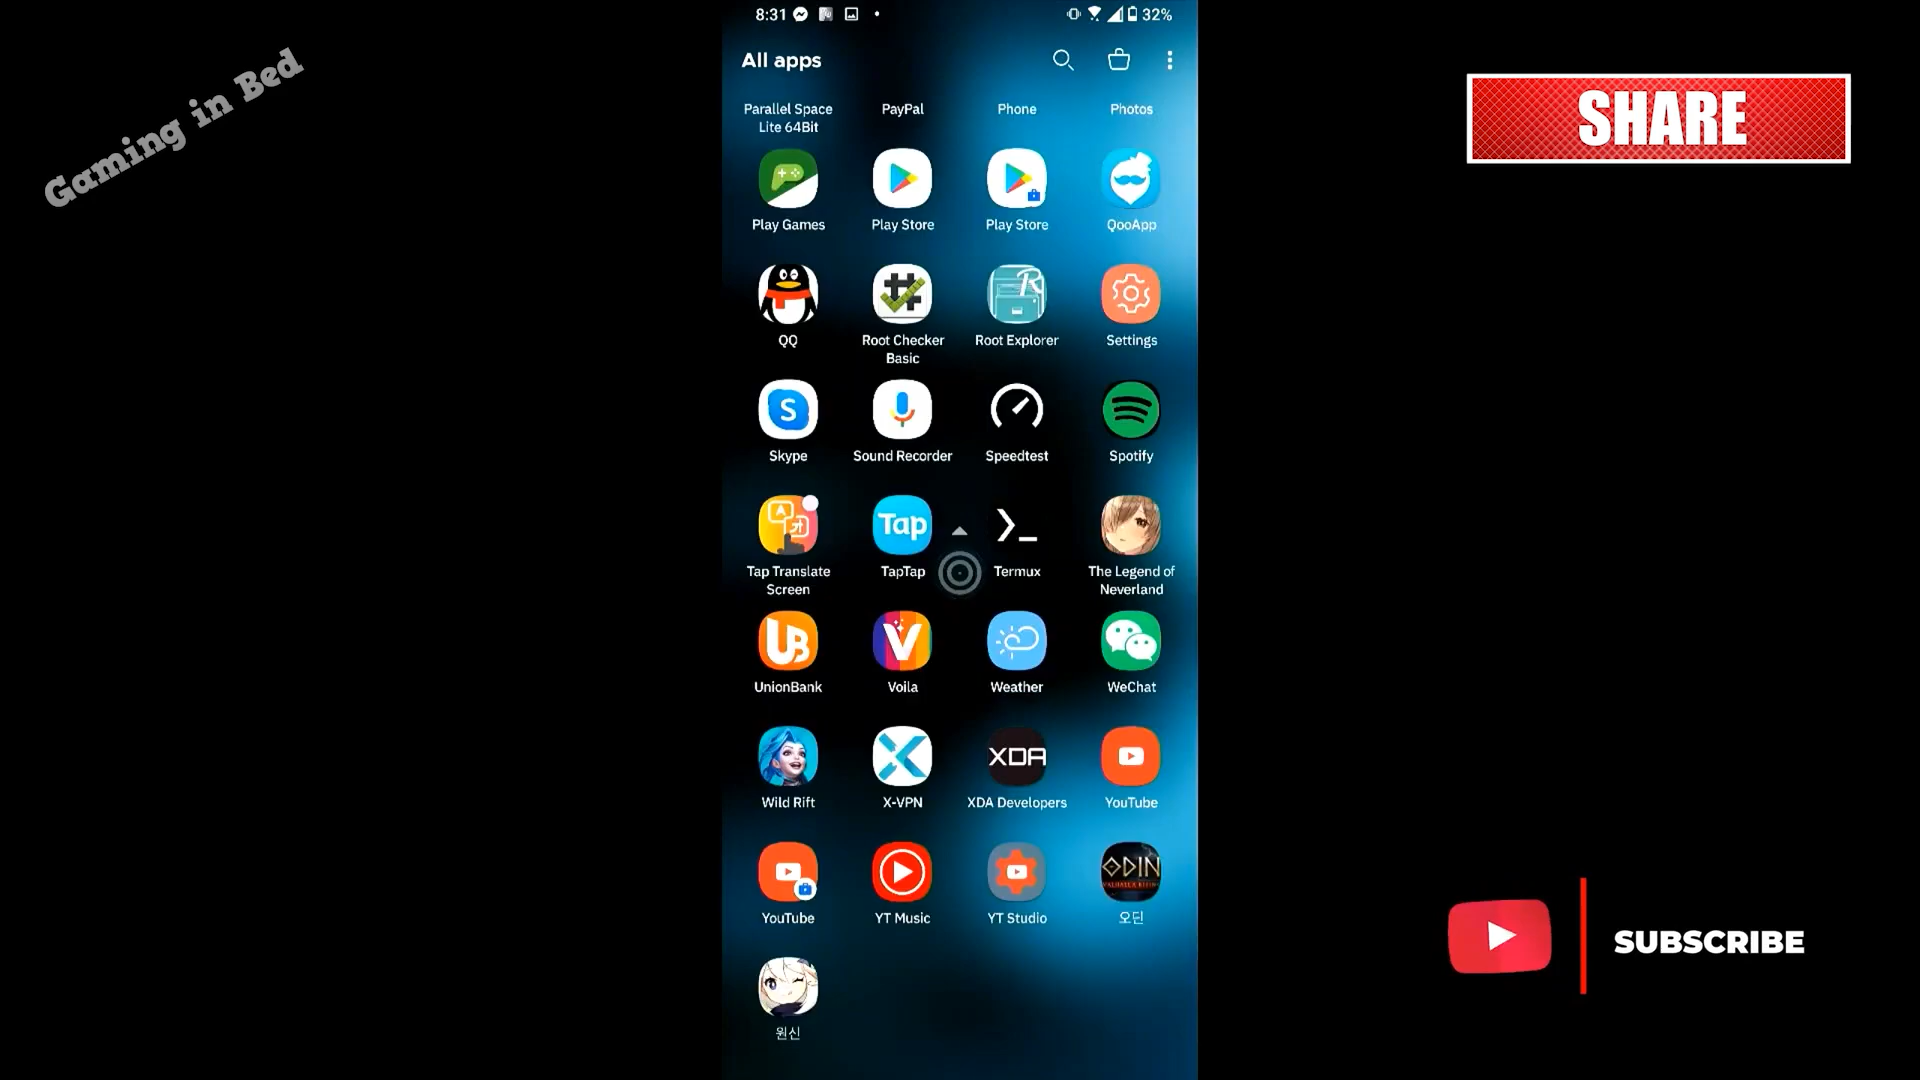 Gaming in Bed
8:31
32%
All apps
SHARE
Parallel Space
Lite 64Bit
PayPal
Phone
Photos
Play Games
Play Store
Play Store
QooApp
QQ
Root Checker
Basic
Root Explorer
Settings
S
Skype
Sound Recorder
Speedtest
Spotify
Tap
Tap Translate
Screen
TapTap
Termux
The Legend of
Neverland
UB
V
UnionBank
Voila
Weather
WeChat
XDA
Wild Rift
X-VPN
XDA Developers
YouTube
ODIN
VALHALLA RISING
YouTube
YT Music
YT Studio
오딘
SUBSCRIBE
원신